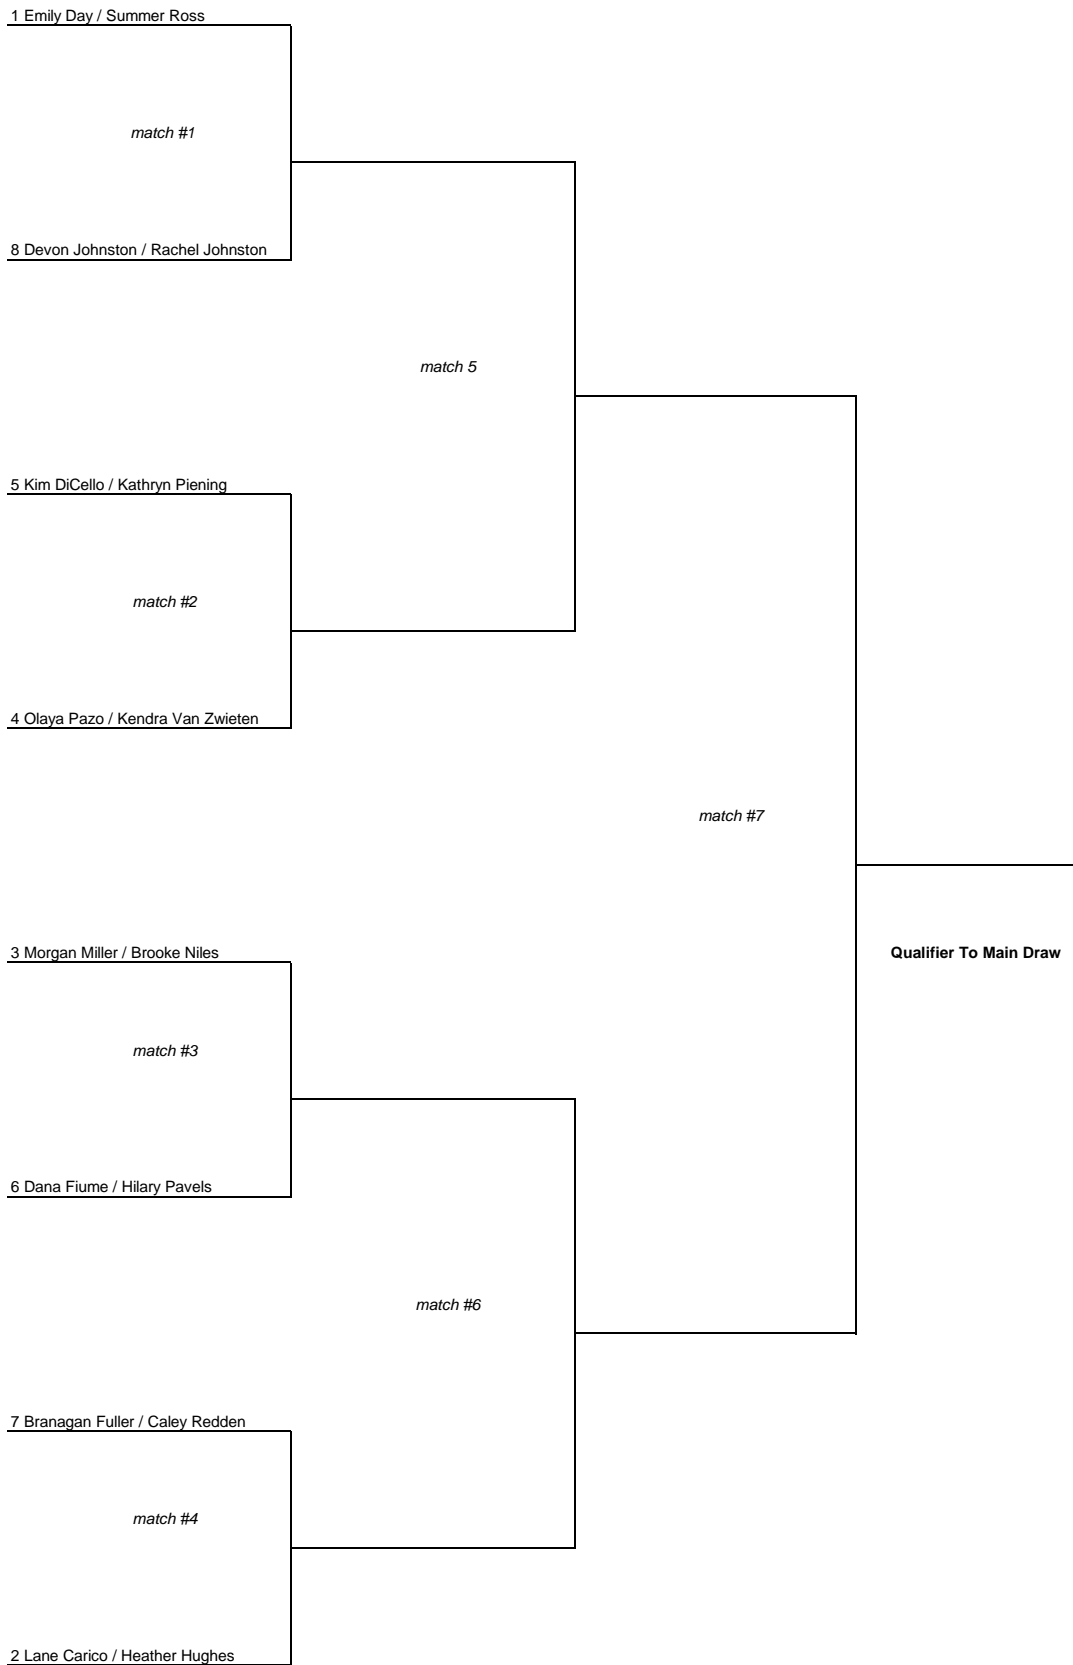 1 Emily Day / Summer Ross
match #1
8 Devon Johnston / Rachel Johnston
match 5
5 Kim DiCello / Kathryn Piening
match #2
4 Olaya Pazo / Kendra Van Zwieten
match #7
3 Morgan Miller / Brooke Niles
Qualifier To Main Draw
match #3
6 Dana Fiume / Hilary Pavels
match #6
7 Branagan Fuller / Caley Redden
match #4
2 Lane Carico / Heather Hughes